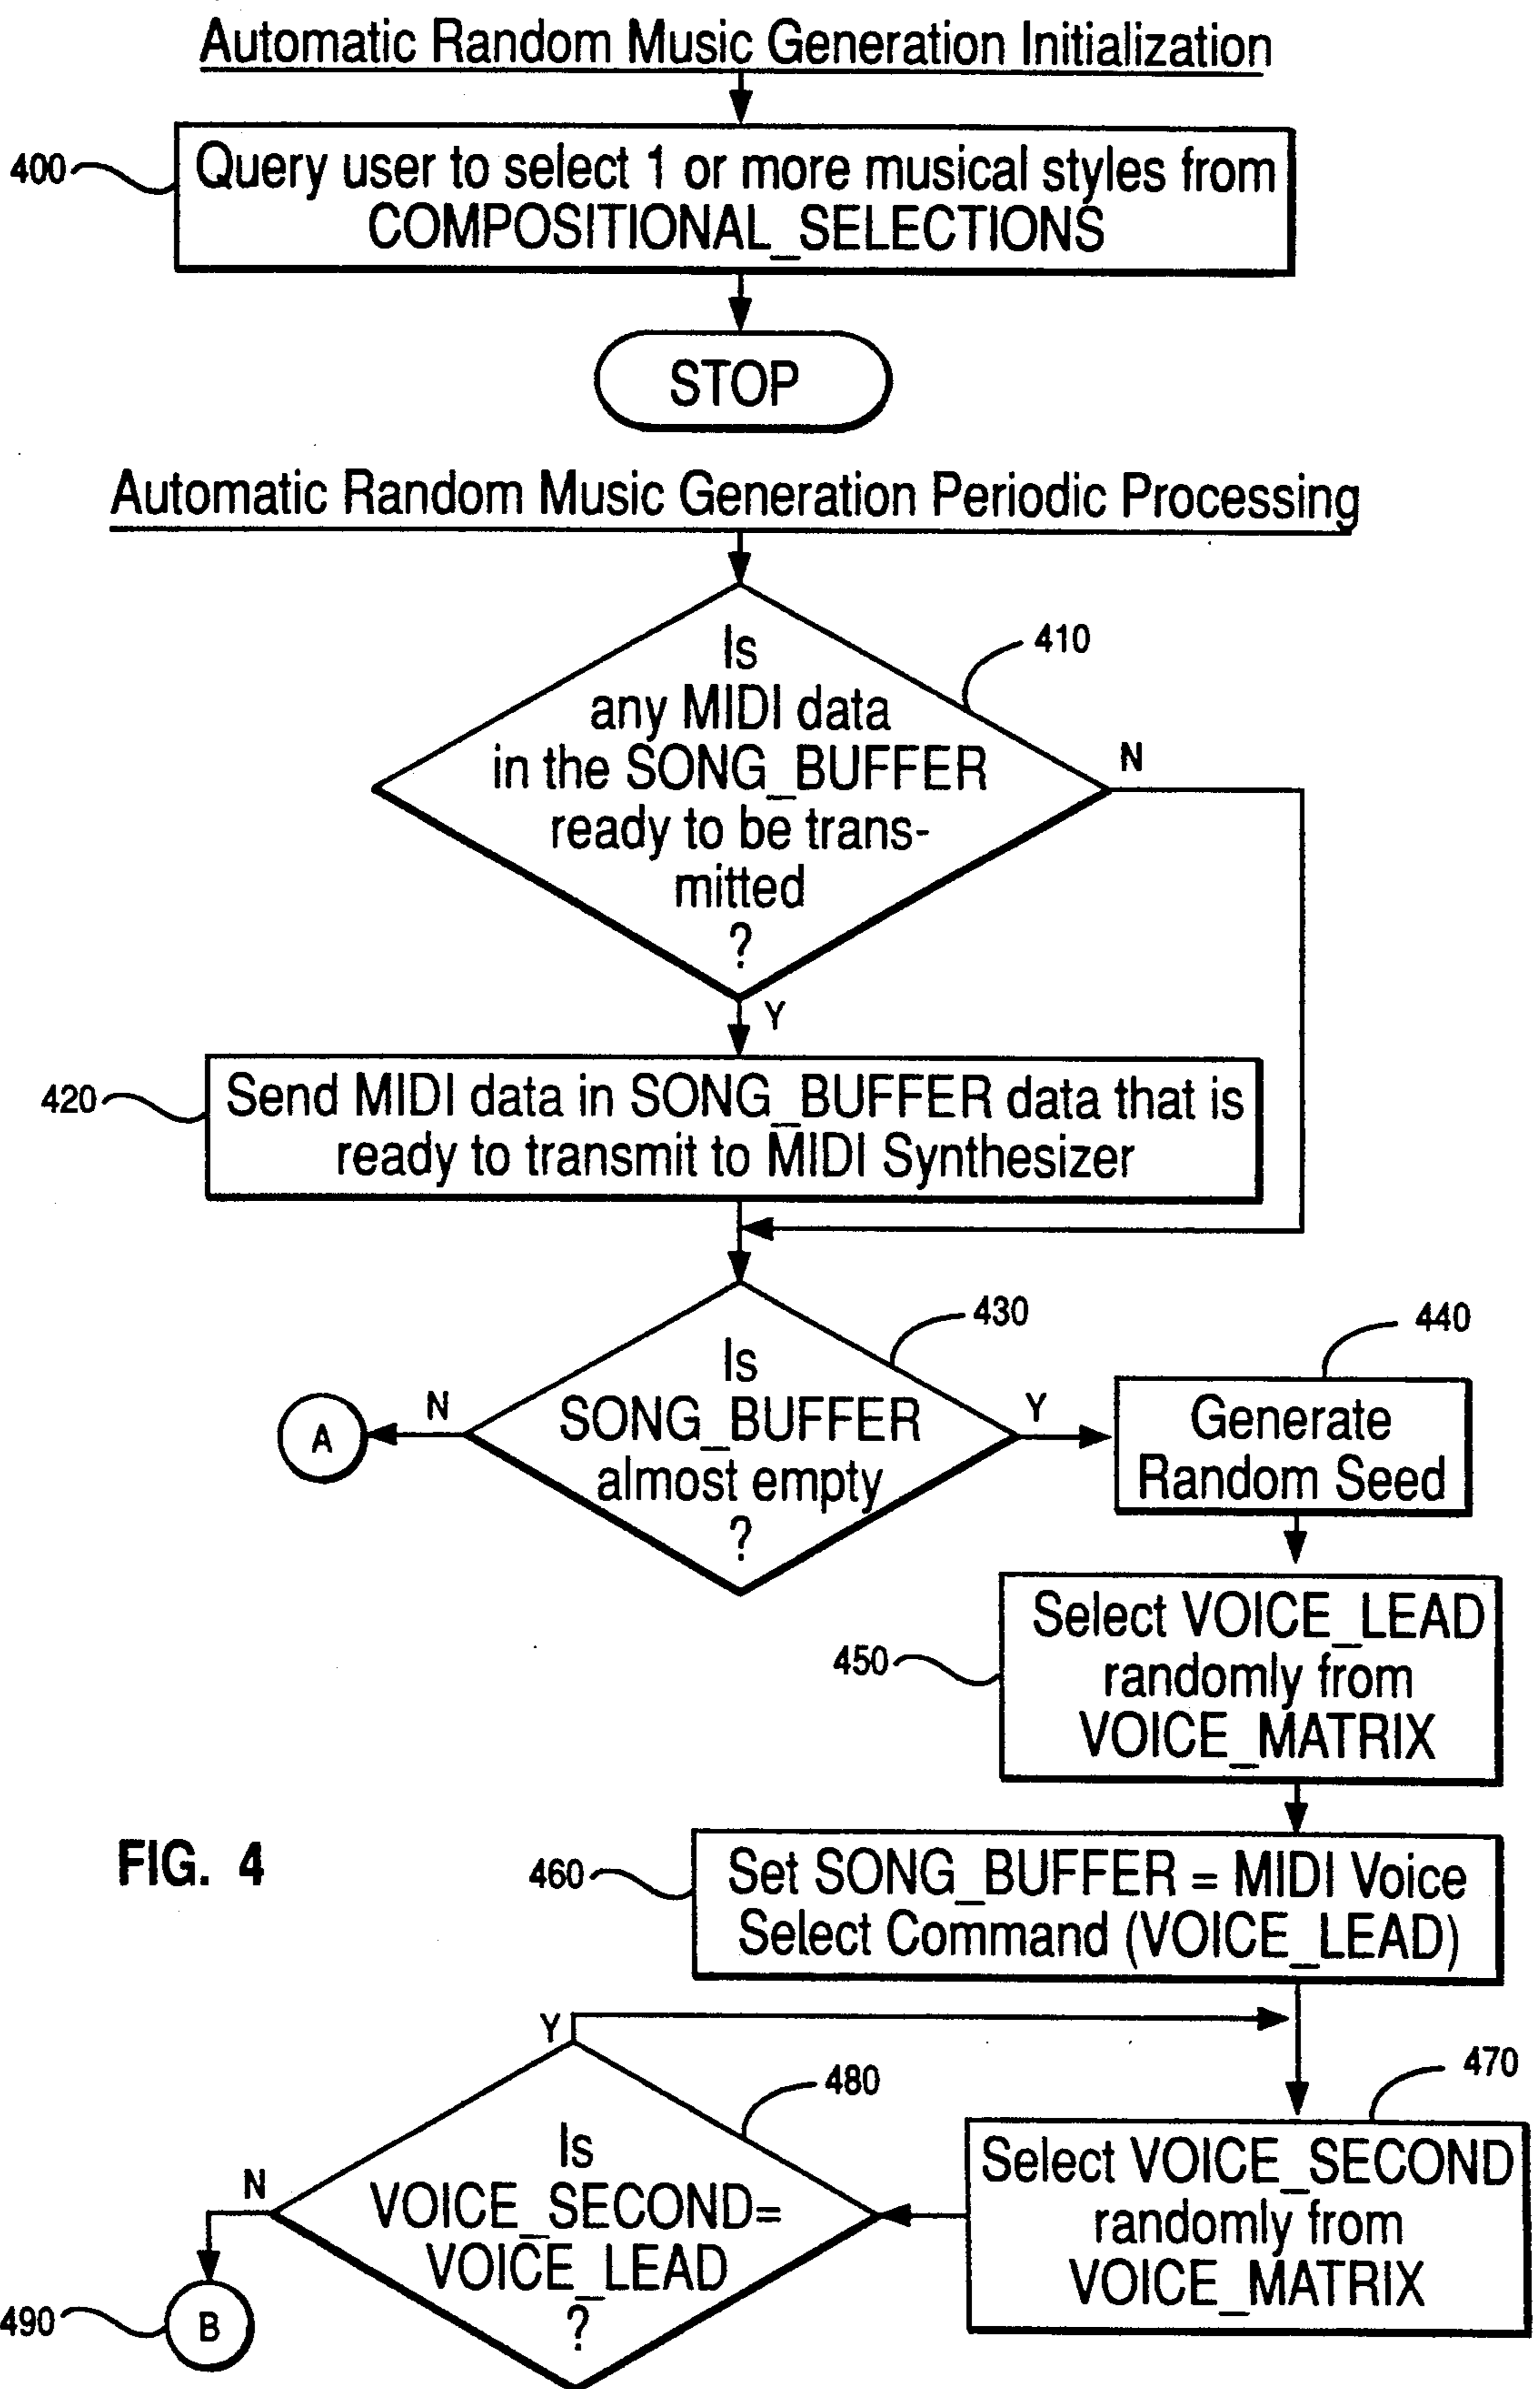 Automatic Random Music Generation Initialization
400
Query user to select 1 or more musical styles from
COMPOSITIONAL_SELECTIONS
STOP
Automatic Random Music Generation Periodic Processing
410
Is
any MIDI data
in the SONG_BUFFER
ready to be trans-
mitted
?
N
Y
420
Send MIDI data in SONG_BUFFER data that is
ready to transmit to MIDI Synthesizer
430
Is
SONG_BUFFER
almost empty
?
N
A
Y
440
Generate
Random Seed
450
Select VOICE_LEAD
randomly from
VOICE_MATRIX
FIG. 4
460
Set SONG_BUFFER = MIDI Voice
Select Command (VOICE_LEAD)
470
Select VOICE_SECOND
randomly from
VOICE_MATRIX
Y
480
Is
VOICE_SECOND=
VOICE_LEAD
?
N
490
B